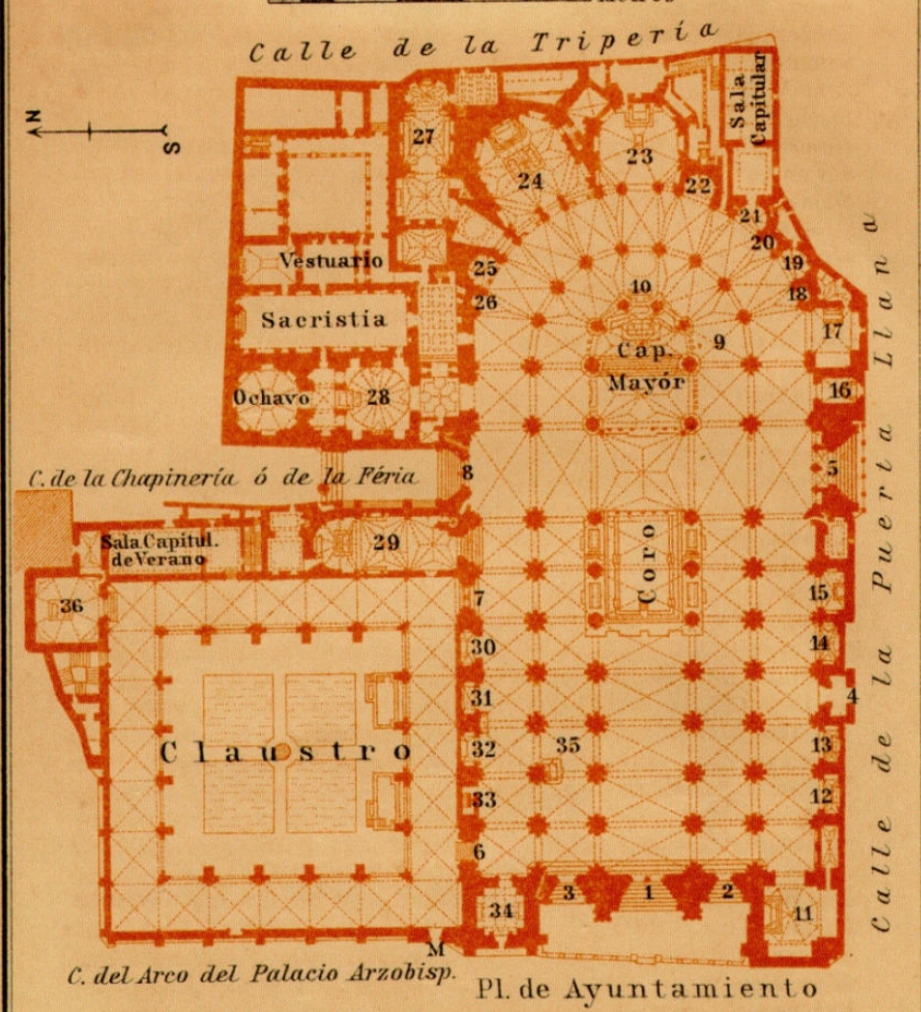 Calle de la Tripería
N
S
Sala
Capitular
27
23
24
22
21
20
19
18
25
26
Vestuario
10
17
Sacristía
9
Cap.
Mayór
16
Ochavo
28
C. de la Chapinería ó de la Féria
8
5
Sala Capitul.
de Verano
29
Coro
36
7
15
30
14
31
4
Claustro
32
35
13
33
12
6
34
3
1
2
11
M
C. del Arco del Palacio Arzobisp.
Pl. de Ayuntamiento
Calle de la Puerta Llana